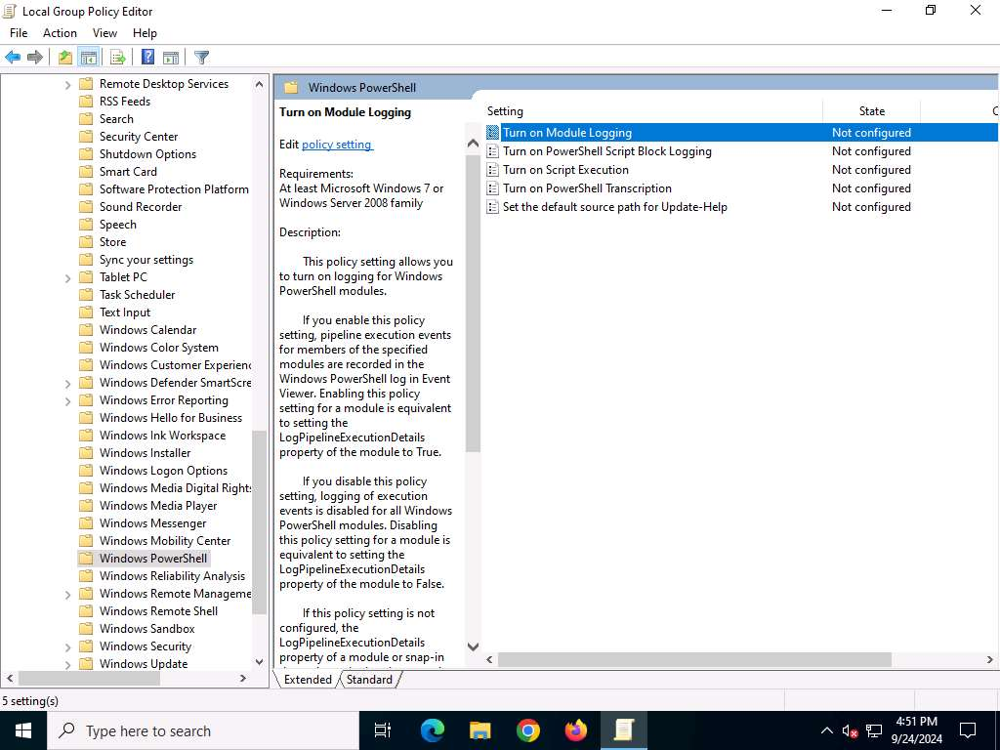 Local Group Policy Editor
File Action View Help
Remote Desktop Services
RSS Feeds
Search
Security Center
Shutdown Options
Smart Card
Software Protection Platform
Sound Recorder
Speech
Store
Sync your settings
Tablet PC
Task Scheduler
Text Input
Windows Calendar
Windows Color System
Windows Customer Experienc
Windows Defender SmartScre
Windows Error Reporting
Windows Hello for Business
Windows Ink Workspace
Windows Installer
Windows Logon Options
Windows Media Digital Rights
Windows Media Player
Windows Messenger
Windows Mobility Center
Windows PowerShell
Windows Reliability Analysis
Windows Remote Manageme
Windows Remote Shell
Windows Sandbox
Windows Security
Windows Update
Windows PowerShell
Turn on Module Logging
Edit policy setting
Requirements:
At least Microsoft Windows 7 or
Windows Server 2008 family
Description:
This policy setting allows you
to turn on logging for Windows
PowerShell modules.
If you enable this policy
setting, pipeline execution events
for members of the specified
modules are recorded in the
Windows PowerShell log in Event
Viewer. Enabling this policy
setting for a module is equivalent
to setting the
LogPipelineExecutionDetails
property of the module to True.
If you disable this policy
setting, logging of execution
events is disabled for all Windows
PowerShell modules. Disabling
this policy setting for a module is
equivalent to setting the
LogPipelineExecutionDetails
property of the module to False.
If this policy setting is not
configured, the
LogPipelineExecutionDetails
property of a module or snap-in
Setting State C
Turn on Module Logging Not configured
Turn on PowerShell Script Block Logging Not configured
Turn on Script Execution Not configured
Turn on PowerShell Transcription Not configured
Set the default source path for Update-Help Not configured
Extended Standard
5 setting(s)
Type here to search
4:51 PM
9/24/2024